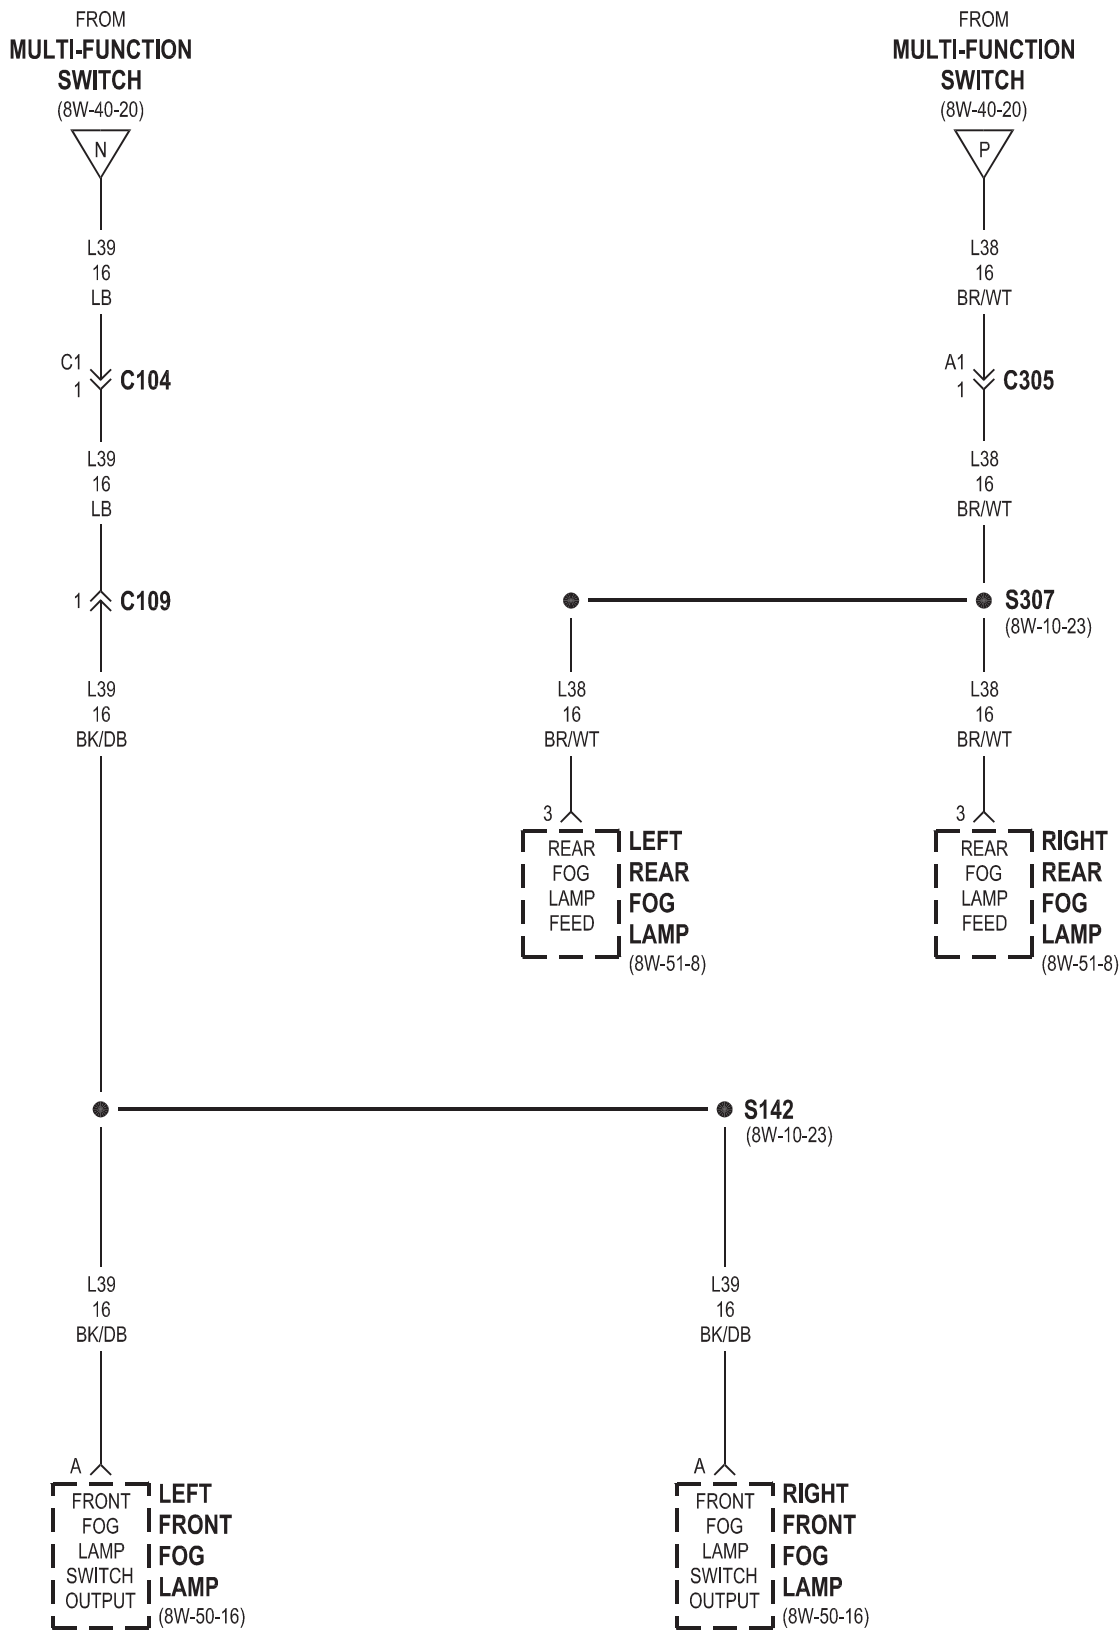 FROM
MULTI-FUNCTION
SWITCH
(8W-40-20)
N
L39
16
LB
C1
1
C104
L39
16
LB
1
C109
L39
16
BK/DB
FROM
MULTI-FUNCTION
SWITCH
(8W-40-20)
P
L38
16
BR/WT
A1
1
C305
L38
16
BR/WT
S307
(8W-10-23)
L38
16
BR/WT
3
REAR
FOG
LAMP
FEED
LEFT
REAR
FOG
LAMP
(8W-51-8)
L38
16
BR/WT
3
REAR
FOG
LAMP
FEED
RIGHT
REAR
FOG
LAMP
(8W-51-8)
S142
(8W-10-23)
L39
16
BK/DB
A
FRONT
FOG
LAMP
SWITCH
OUTPUT
LEFT
FRONT
FOG
LAMP
(8W-50-16)
L39
16
BK/DB
A
FRONT
FOG
LAMP
SWITCH
OUTPUT
RIGHT
FRONT
FOG
LAMP
(8W-50-16)